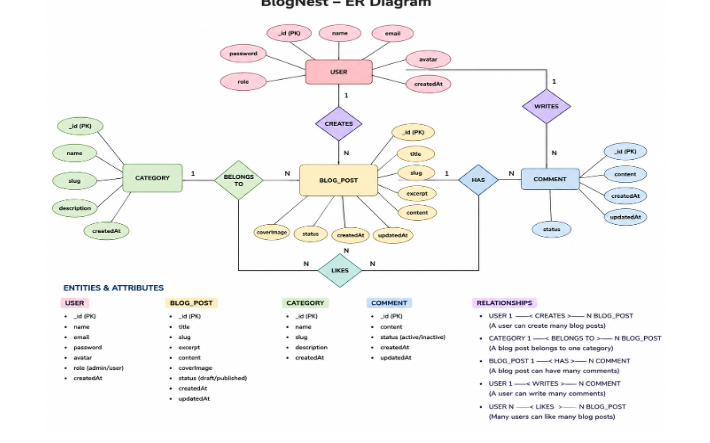 BlogNest – ER Diagram
_id (PK)
name
email
password
avatar
USER
role
createdAt
1
1
WRITES
CREATES
_id (PK)
_id (PK)
N
N
title
_id (PK)
name
slug
content
CATEGORY
1
BELONGS TO
N
BLOG_POST
1
HAS
N
COMMENT
slug
excerpt
createdAt
description
content
updatedAt
createdAt
coverImage
status
createdAt
updatedAt
status
N
N
LIKES
N
ENTITIES & ATTRIBUTES
USER
• _id (PK)
• name
• email
• password
• avatar
• role (admin/user)
• createdAt
BLOG_POST
• _id (PK)
• title
• slug
• excerpt
• content
• coverImage
• status (draft/published)
• createdAt
• updatedAt
CATEGORY
• _id (PK)
• name
• slug
• description
• createdAt
COMMENT
• _id (PK)
• content
• status (active/inactive)
• createdAt
• updatedAt
RELATIONSHIPS
• USER 1 ——< CREATES >—— N BLOG_POST
(A user can create many blog posts)
• CATEGORY 1 ——< BELONGS TO >—— N BLOG_POST
(A blog post belongs to one category)
• BLOG_POST 1 ——< HAS >—— N COMMENT
(A blog post can have many comments)
• USER 1 ——< WRITES >—— N COMMENT
(A user can write many comments)
• USER N ——< LIKES >—— N BLOG_POST
(Many users can like many blog posts)